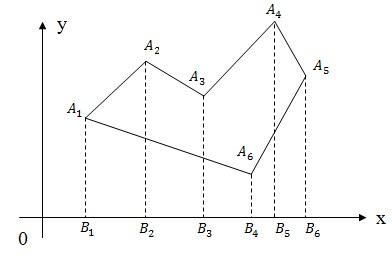 y
A₄
A₂
A₃
A₅
A₁
A₆
x
0
B₁ B₂ B₃ B₄ B₅ B₆